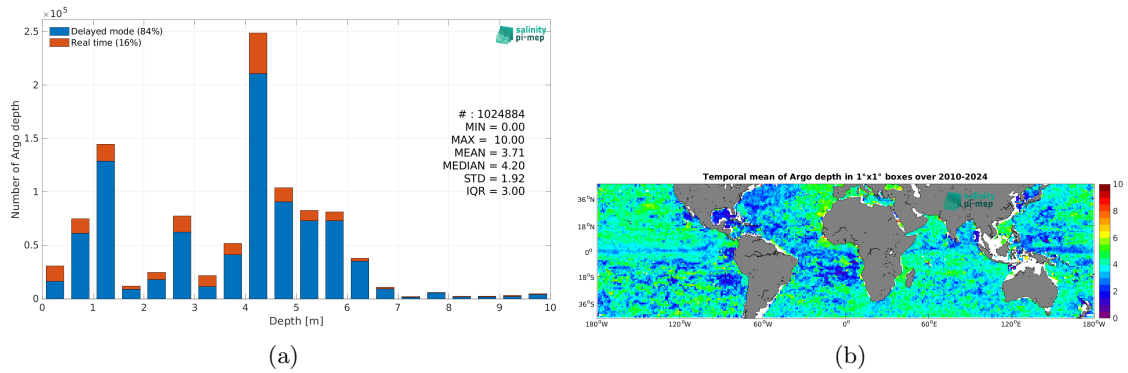 ×10⁵
2.5
2
1.5
1
0.5
0
Number of Argo depth
Delayed mode (84%)
Real time (16%)
salinity
pi-mep
# : 1024884
MIN = 0.00
MAX = 10.00
MEAN = 3.71
MEDIAN = 4.20
STD = 1.92
IQR = 3.00
0 1 2 3 4 5 6 7 8 9 10
Depth [m]
(a)
Temporal mean of Argo depth in 1°x1° boxes over 2010-2024
36°N
18°N
0°
18°S
36°S
180°W 120°W 60°W 0° 60°E 120°E 180°W
pi-mep
10
8
6
4
2
0
(b)